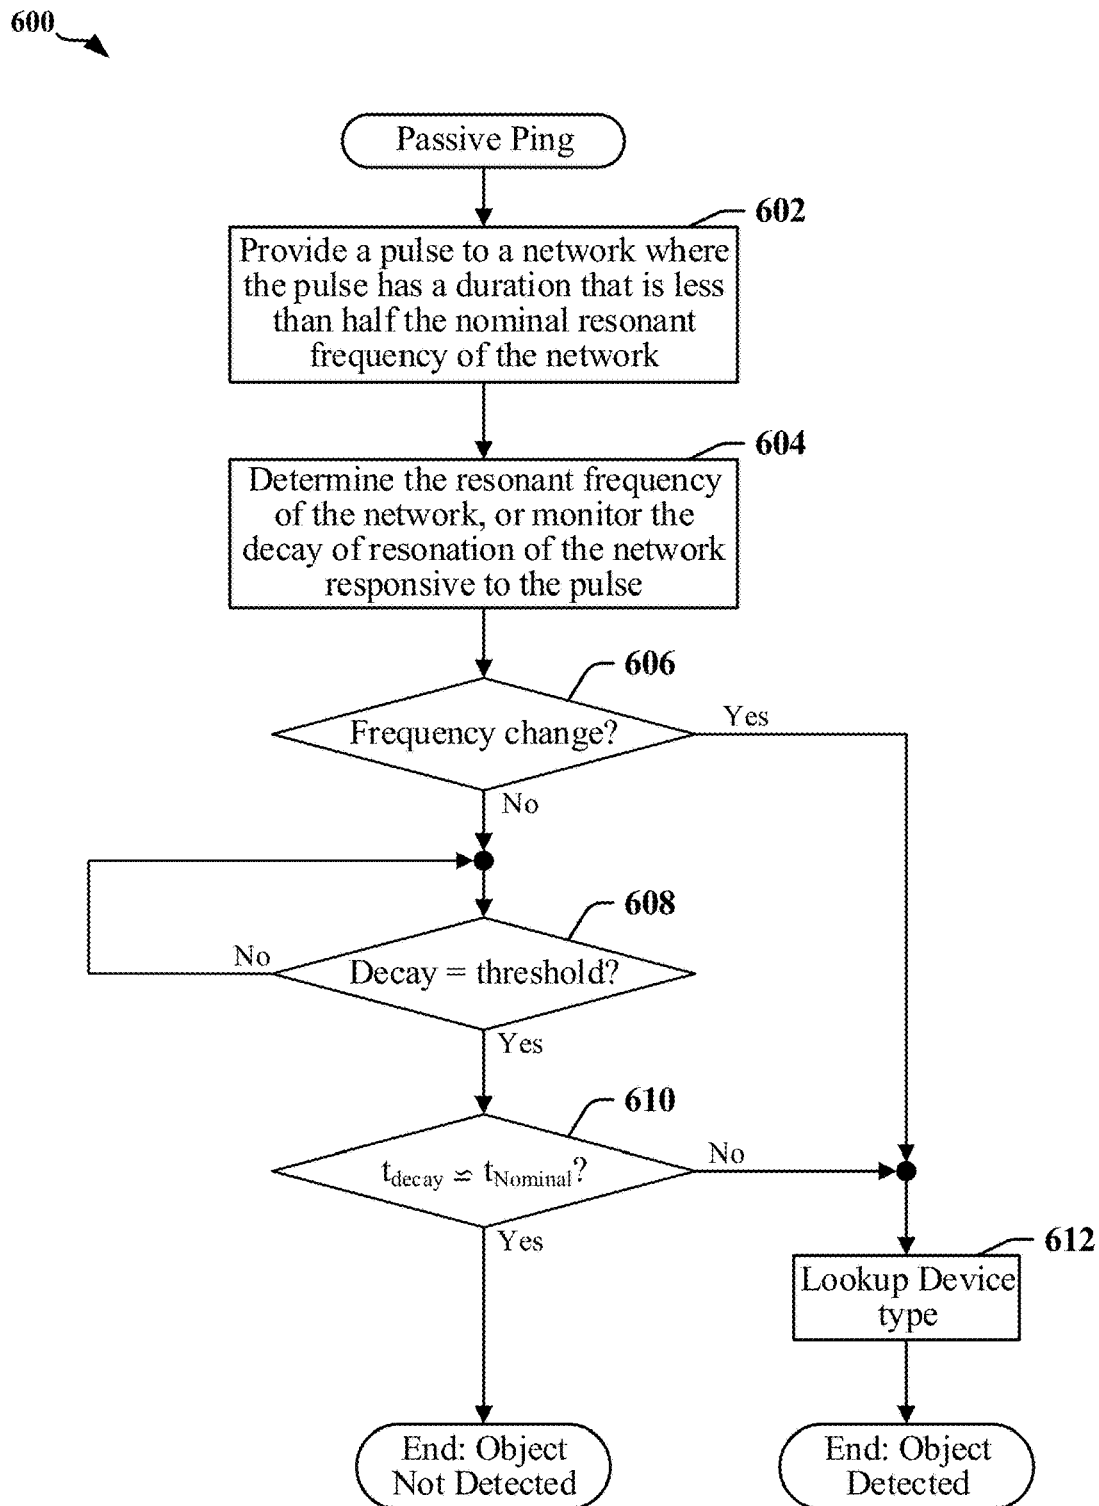 600
Passive Ping
602
Provide a pulse to a network where
the pulse has a duration that is less
than half the nominal resonant
frequency of the network
604
Determine the resonant frequency
of the network, or monitor the
decay of resonation of the network
responsive to the pulse
606
Frequency change?
Yes
No
608
Decay = threshold?
No
Yes
610
t_decay ≃ t_Nominal?
No
Yes
612
Lookup Device
type
End: Object
Not Detected
End: Object
Detected